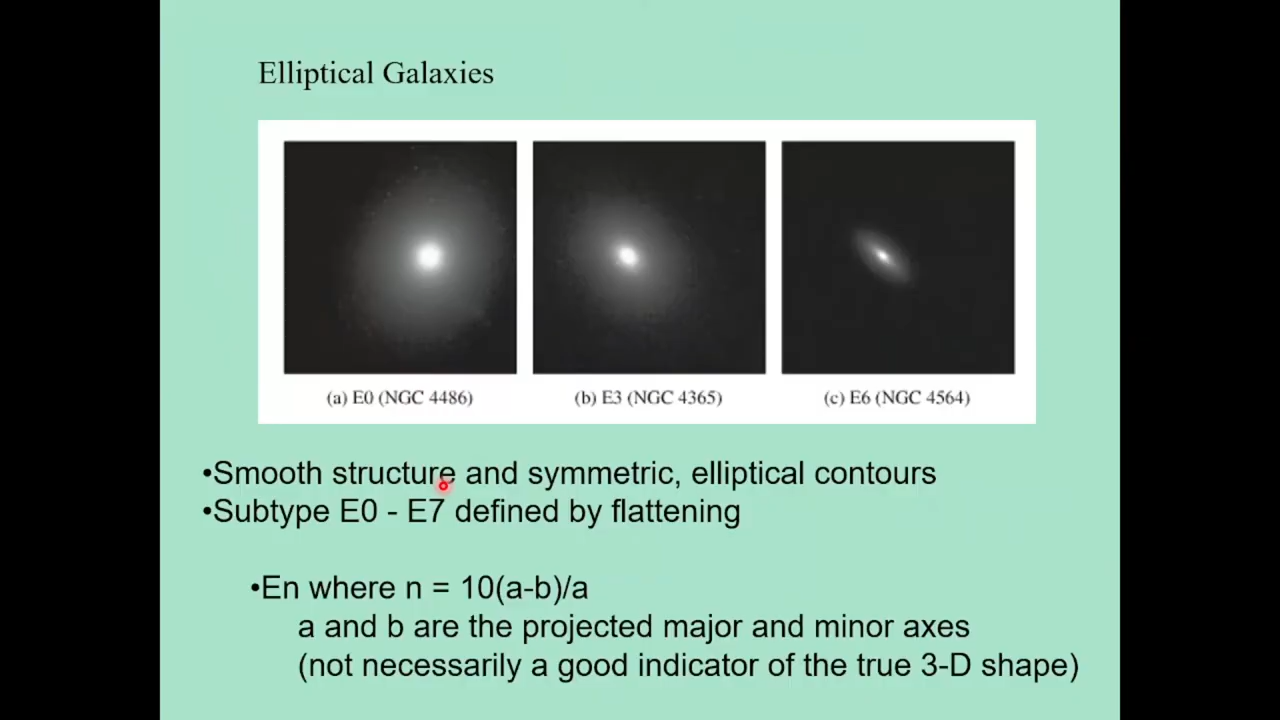 Elliptical Galaxies
(a) E0 (NGC 4486)
(b) E3 (NGC 4365)
(c) E6 (NGC 4564)
•Smooth structure and symmetric, elliptical contours
•Subtype E0 - E7 defined by flattening
•En where n = 10(a-b)/a
a and b are the projected major and minor axes
(not necessarily a good indicator of the true 3-D shape)